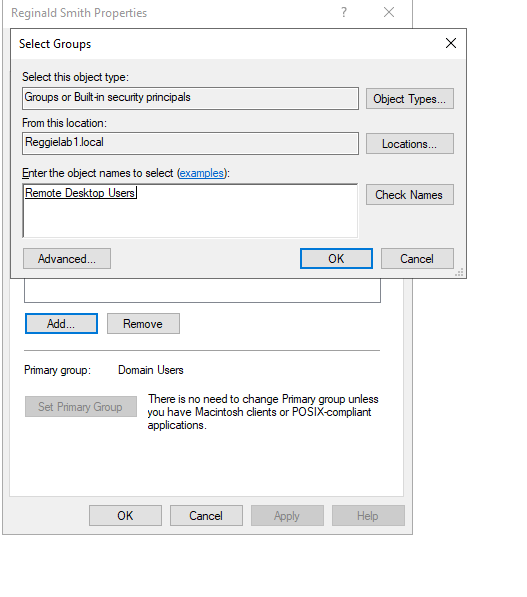 Reginald Smith Properties
?
Select Groups
Select this object type:
Groups or Built-in security principals
Object Types...
From this location:
Reggielab1.local
Locations...
Enter the object names to select (examples):
Remote Desktop Users
Check Names
Advanced...
OK
Cancel
Add...
Remove
Primary group: Domain Users
Set Primary Group
There is no need to change Primary group unless
you have Macintosh clients or POSIX-compliant
applications.
OK
Cancel
Apply
Help